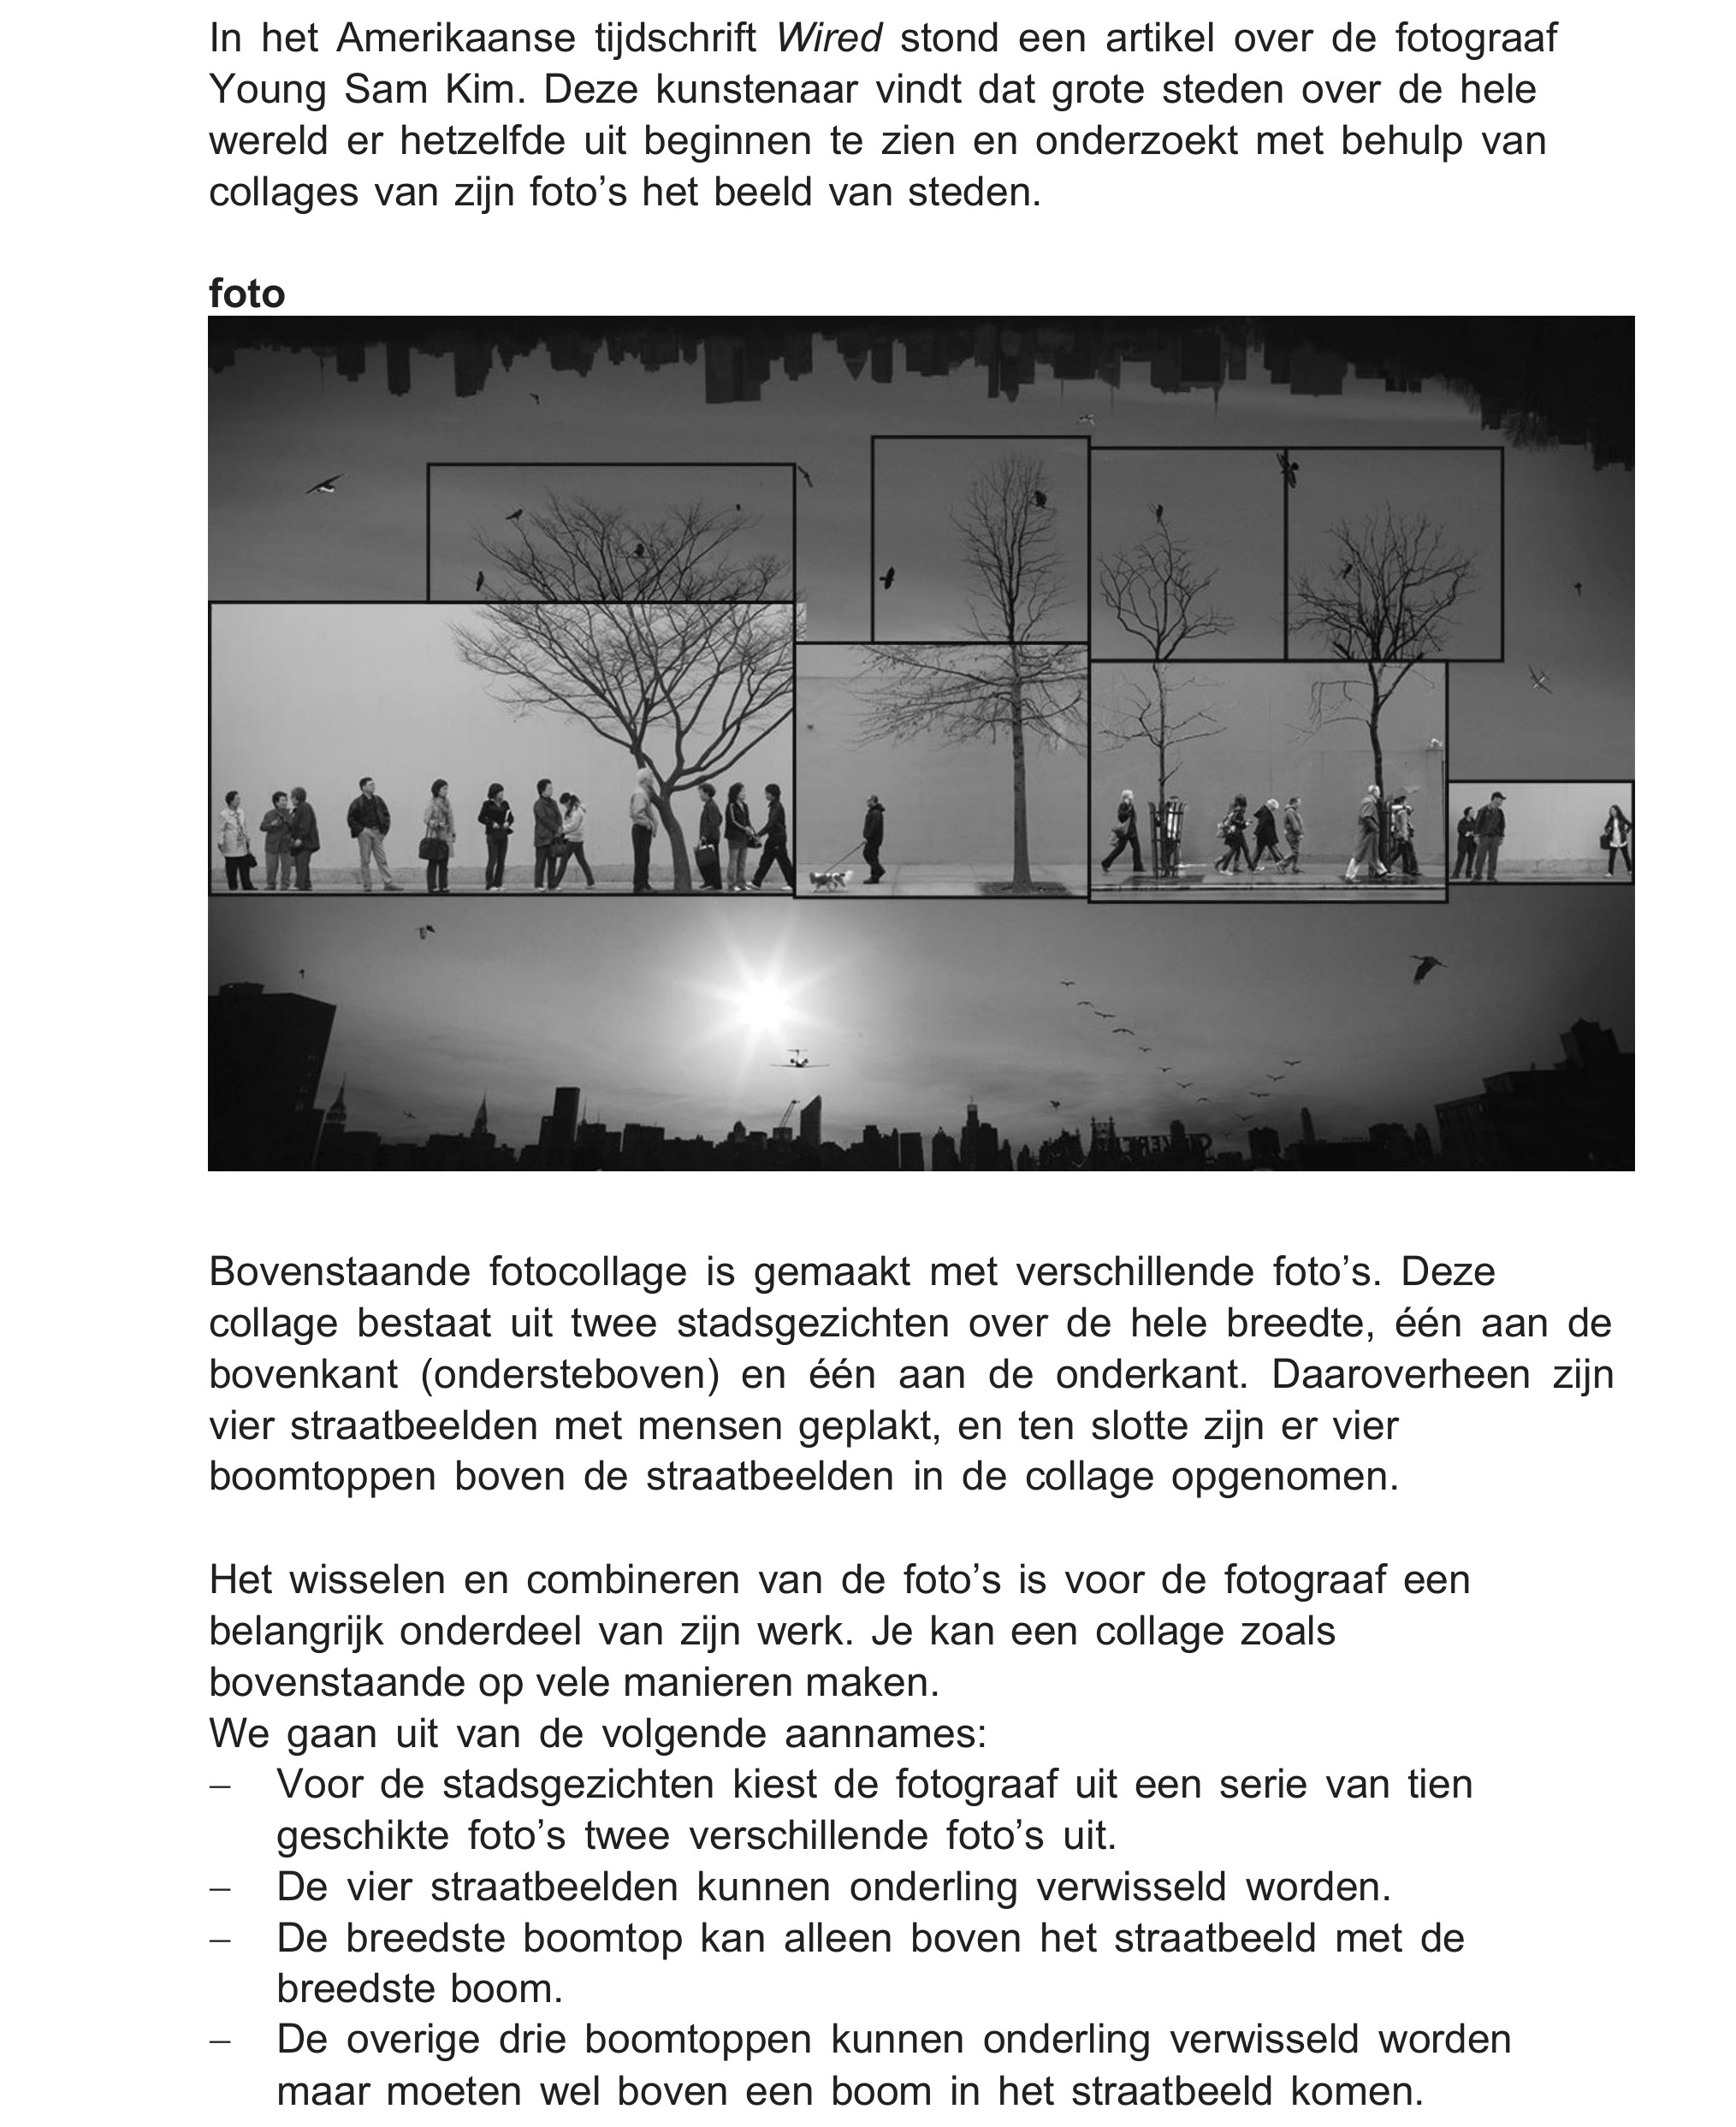 In het Amerikaanse tijdschrift Wired stond een artikel over de fotograaf
Young Sam Kim. Deze kunstenaar vindt dat grote steden over de hele
wereld er hetzelfde uit beginnen te zien en onderzoekt met behulp van
collages van zijn foto’s het beeld van steden.
foto
Bovenstaande fotocollage is gemaakt met verschillende foto’s. Deze
collage bestaat uit twee stadsgezichten over de hele breedte, één aan de
bovenkant (ondersteboven) en één aan de onderkant. Daaroverheen zijn
vier straatbeelden met mensen geplakt, en ten slotte zijn er vier
boomtoppen boven de straatbeelden in de collage opgenomen.
Het wisselen en combineren van de foto’s is voor de fotograaf een
belangrijk onderdeel van zijn werk. Je kan een collage zoals
bovenstaande op vele manieren maken.
We gaan uit van de volgende aannames:
– Voor de stadsgezichten kiest de fotograaf uit een serie van tien
geschikte foto’s twee verschillende foto’s uit.
– De vier straatbeelden kunnen onderling verwisseld worden.
– De breedste boomtop kan alleen boven het straatbeeld met de
breedste boom.
– De overige drie boomtoppen kunnen onderling verwisseld worden
maar moeten wel boven een boom in het straatbeeld komen.